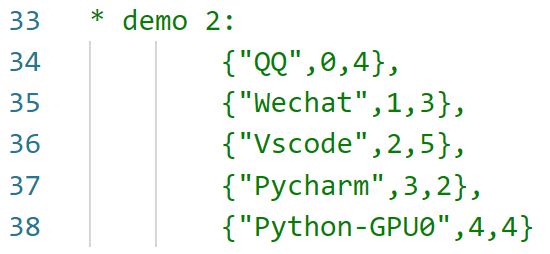 33 * demo 2:
34 {"QQ",0,4},
35 {"Wechat",1,3},
36 {"Vscode",2,5},
37 {"Pycharm",3,2},
38 {"Python-GPU0",4,4}